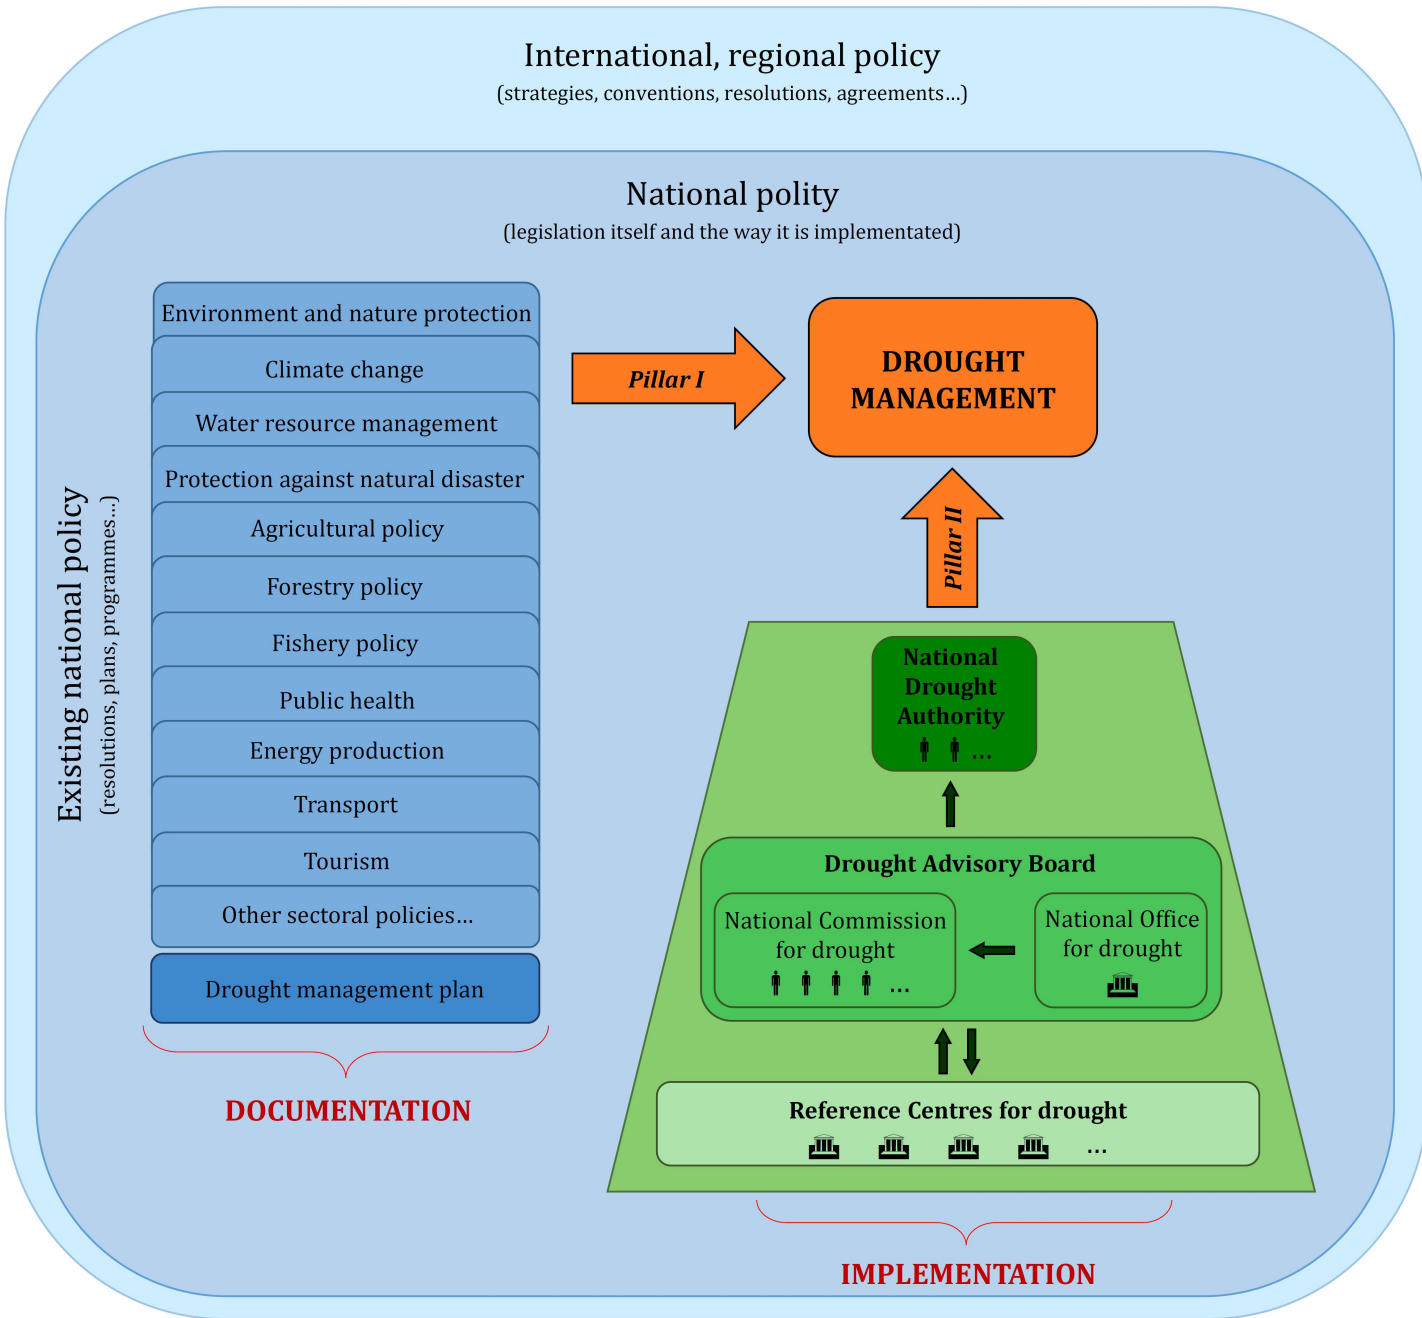 International, regional policy
(strategies, conventions, resolutions, agreements…)
National polity
(legislation itself and the way it is implementated)
Existing national policy
(resolutions, plans, programmes…)
Environment and nature protection
Climate change
Water resource management
Protection against natural disaster
Agricultural policy
Forestry policy
Fishery policy
Public health
Energy production
Transport
Tourism
Other sectoral policies…
Drought management plan
DOCUMENTATION
Pillar I
DROUGHT
MANAGEMENT
Pillar II
National
Drought
Authority
…
Drought Advisory Board
National Commission
for drought
…
National Office
for drought
Reference Centres for drought
…
IMPLEMENTATION